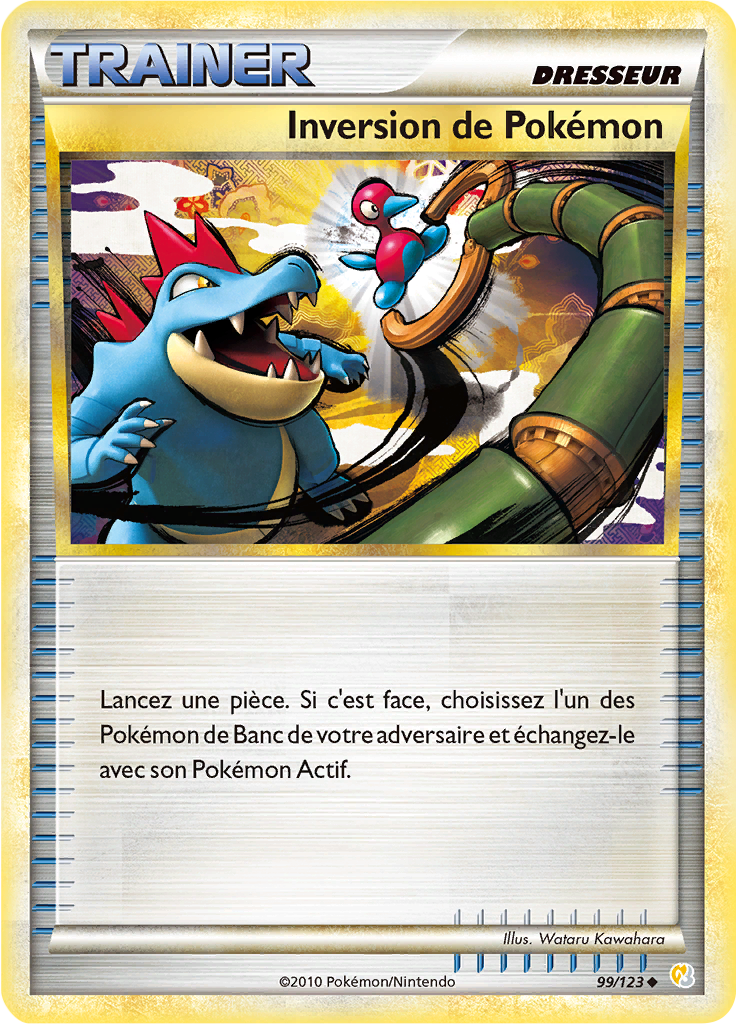 TRAINER
DRESSEUR
Inversion de Pokémon
Lancez une pièce. Si c'est face, choisissez l'un des
Pokémon de Banc de votre adversaire et échangez-le
avec son Pokémon Actif.
Illus. Wataru Kawahara
©2010 Pokémon/Nintendo
99/123